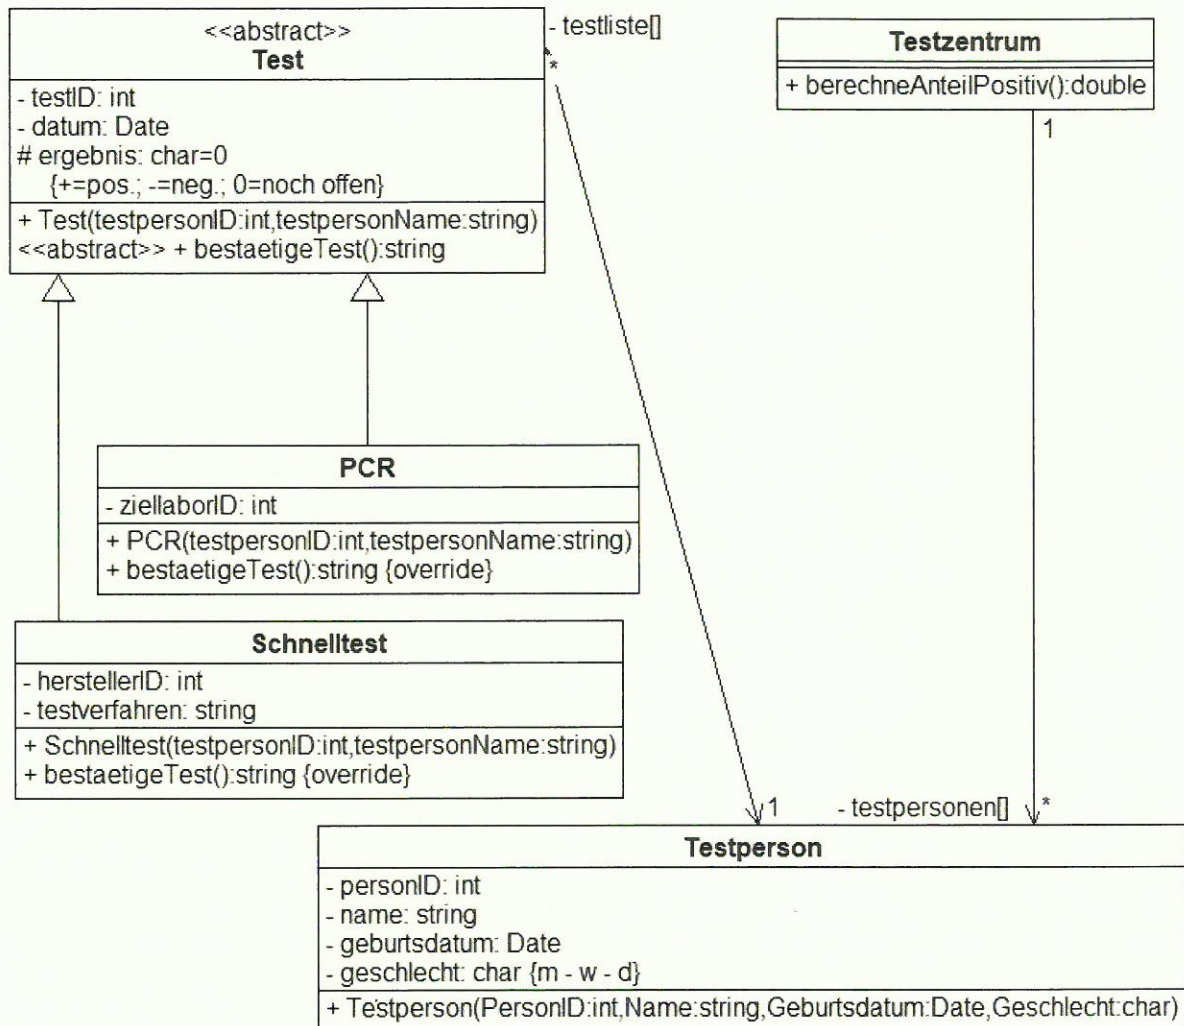 <<abstract>>
Test
- testID: int
- datum: Date
# ergebnis: char=0
{+=pos.; -=neg.; 0=noch offen}
+ Test(testpersonID:int,testpersonName:string)
<<abstract>> + bestaetigeTest():string
- testliste[]
*
Testzentrum
+ berechneAnteilPositiv():double
1
PCR
- ziellaborID: int
+ PCR(testpersonID:int,testpersonName:string)
+ bestaetigeTest():string {override}
Schnelltest
- herstellerID: int
- testverfahren: string
+ Schnelltest(testpersonID:int,testpersonName:string)
+ bestaetigeTest():string {override}
1
- testpersonen[]
*
Testperson
- personID: int
- name: string
- geburtsdatum: Date
- geschlecht: char {m - w - d}
+ Testperson(PersonID:int,Name:string,Geburtsdatum:Date,Geschlecht:char)